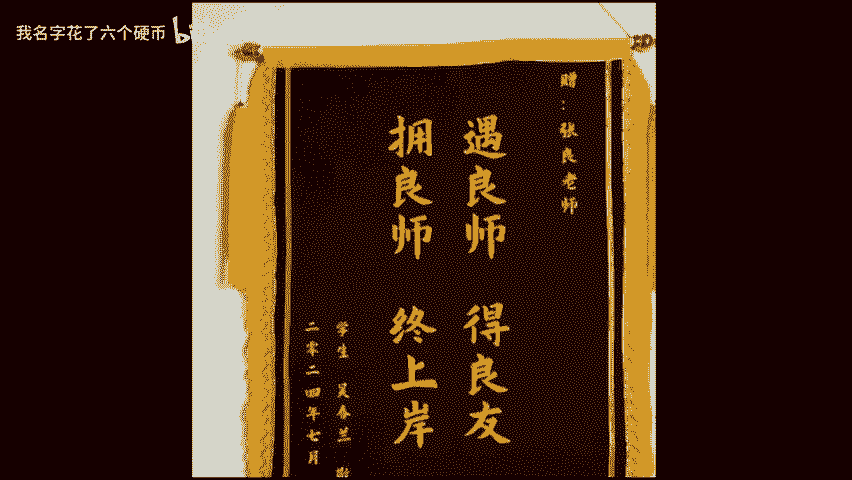 我名字花了六个硬币
赠：张良老师
遇良师 得良友
拥良师 终上岸
学生 吴春兰
二零二四年七月